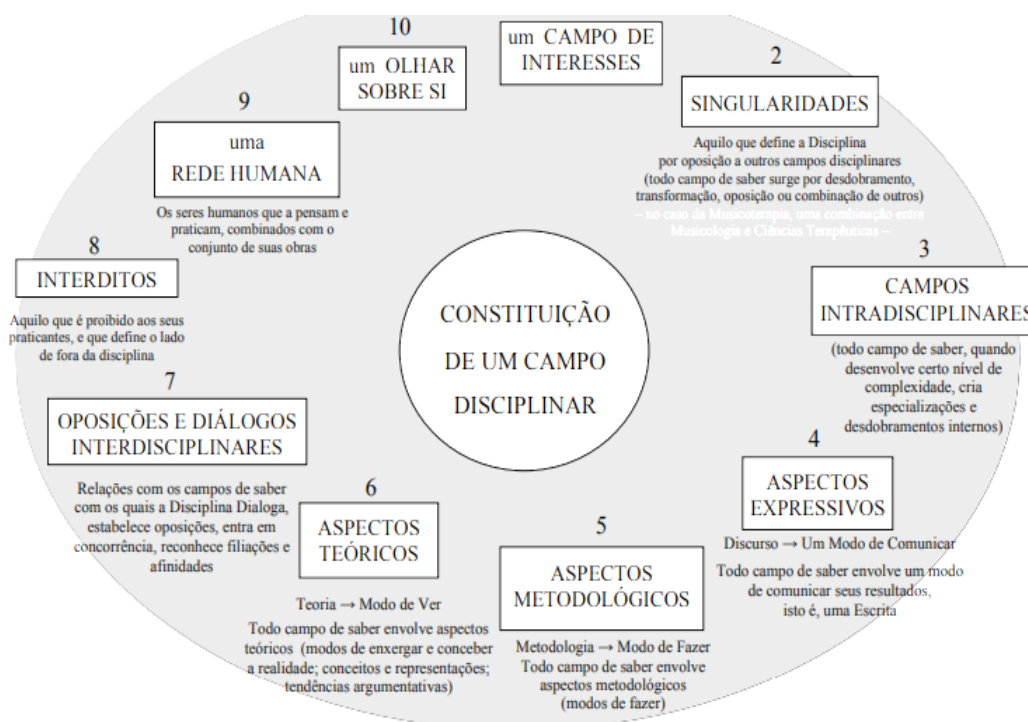 10
um OLHAR
SOBRE SI
um CAMPO DE
INTERESSES
2
SINGULARIDADES
Aquilo que define a Disciplina
por oposição a outros campos disciplinares
(todo campo de saber surge por desdobramento,
transformação, oposição ou combinação de outros)
– no caso da Musicoterapia, uma combinação entre
Musicologia e Ciências Terapêuticas –
3
CAMPOS
INTRADISCIPLINARES
(todo campo de saber, quando
desenvolve certo nível de
complexidade, cria
especializações e
desdobramentos internos)
4
ASPECTOS
EXPRESSIVOS
Discurso → Um Modo de Comunicar
Todo campo de saber envolve um modo
de comunicar seus resultados,
isto é, uma Escrita
5
ASPECTOS
METODOLÓGICOS
Metodologia → Modo de Fazer
Todo campo de saber envolve
aspectos metodológicos
(modos de fazer)
6
ASPECTOS
TEÓRICOS
Teoria → Modo de Ver
Todo campo de saber envolve aspectos
teóricos (modos de enxergar e conceber
a realidade; conceitos e representações;
tendências argumentativas)
7
OPOSIÇÕES E DIÁLOGOS
INTERDISCIPLINARES
Relações com os campos de saber
com os quais a Disciplina Dialoga,
estabelece oposições, entra em
concorrência, reconhece filiações e
afinidades
8
INTERDITOS
Aquilo que é proibido aos seus
praticantes, e que define o lado
de fora da disciplina
9
uma
REDE HUMANA
Os seres humanos que a pensam e
praticam, combinados com o
conjunto de suas obras
CONSTITUIÇÃO
DE UM CAMPO
DISCIPLINAR